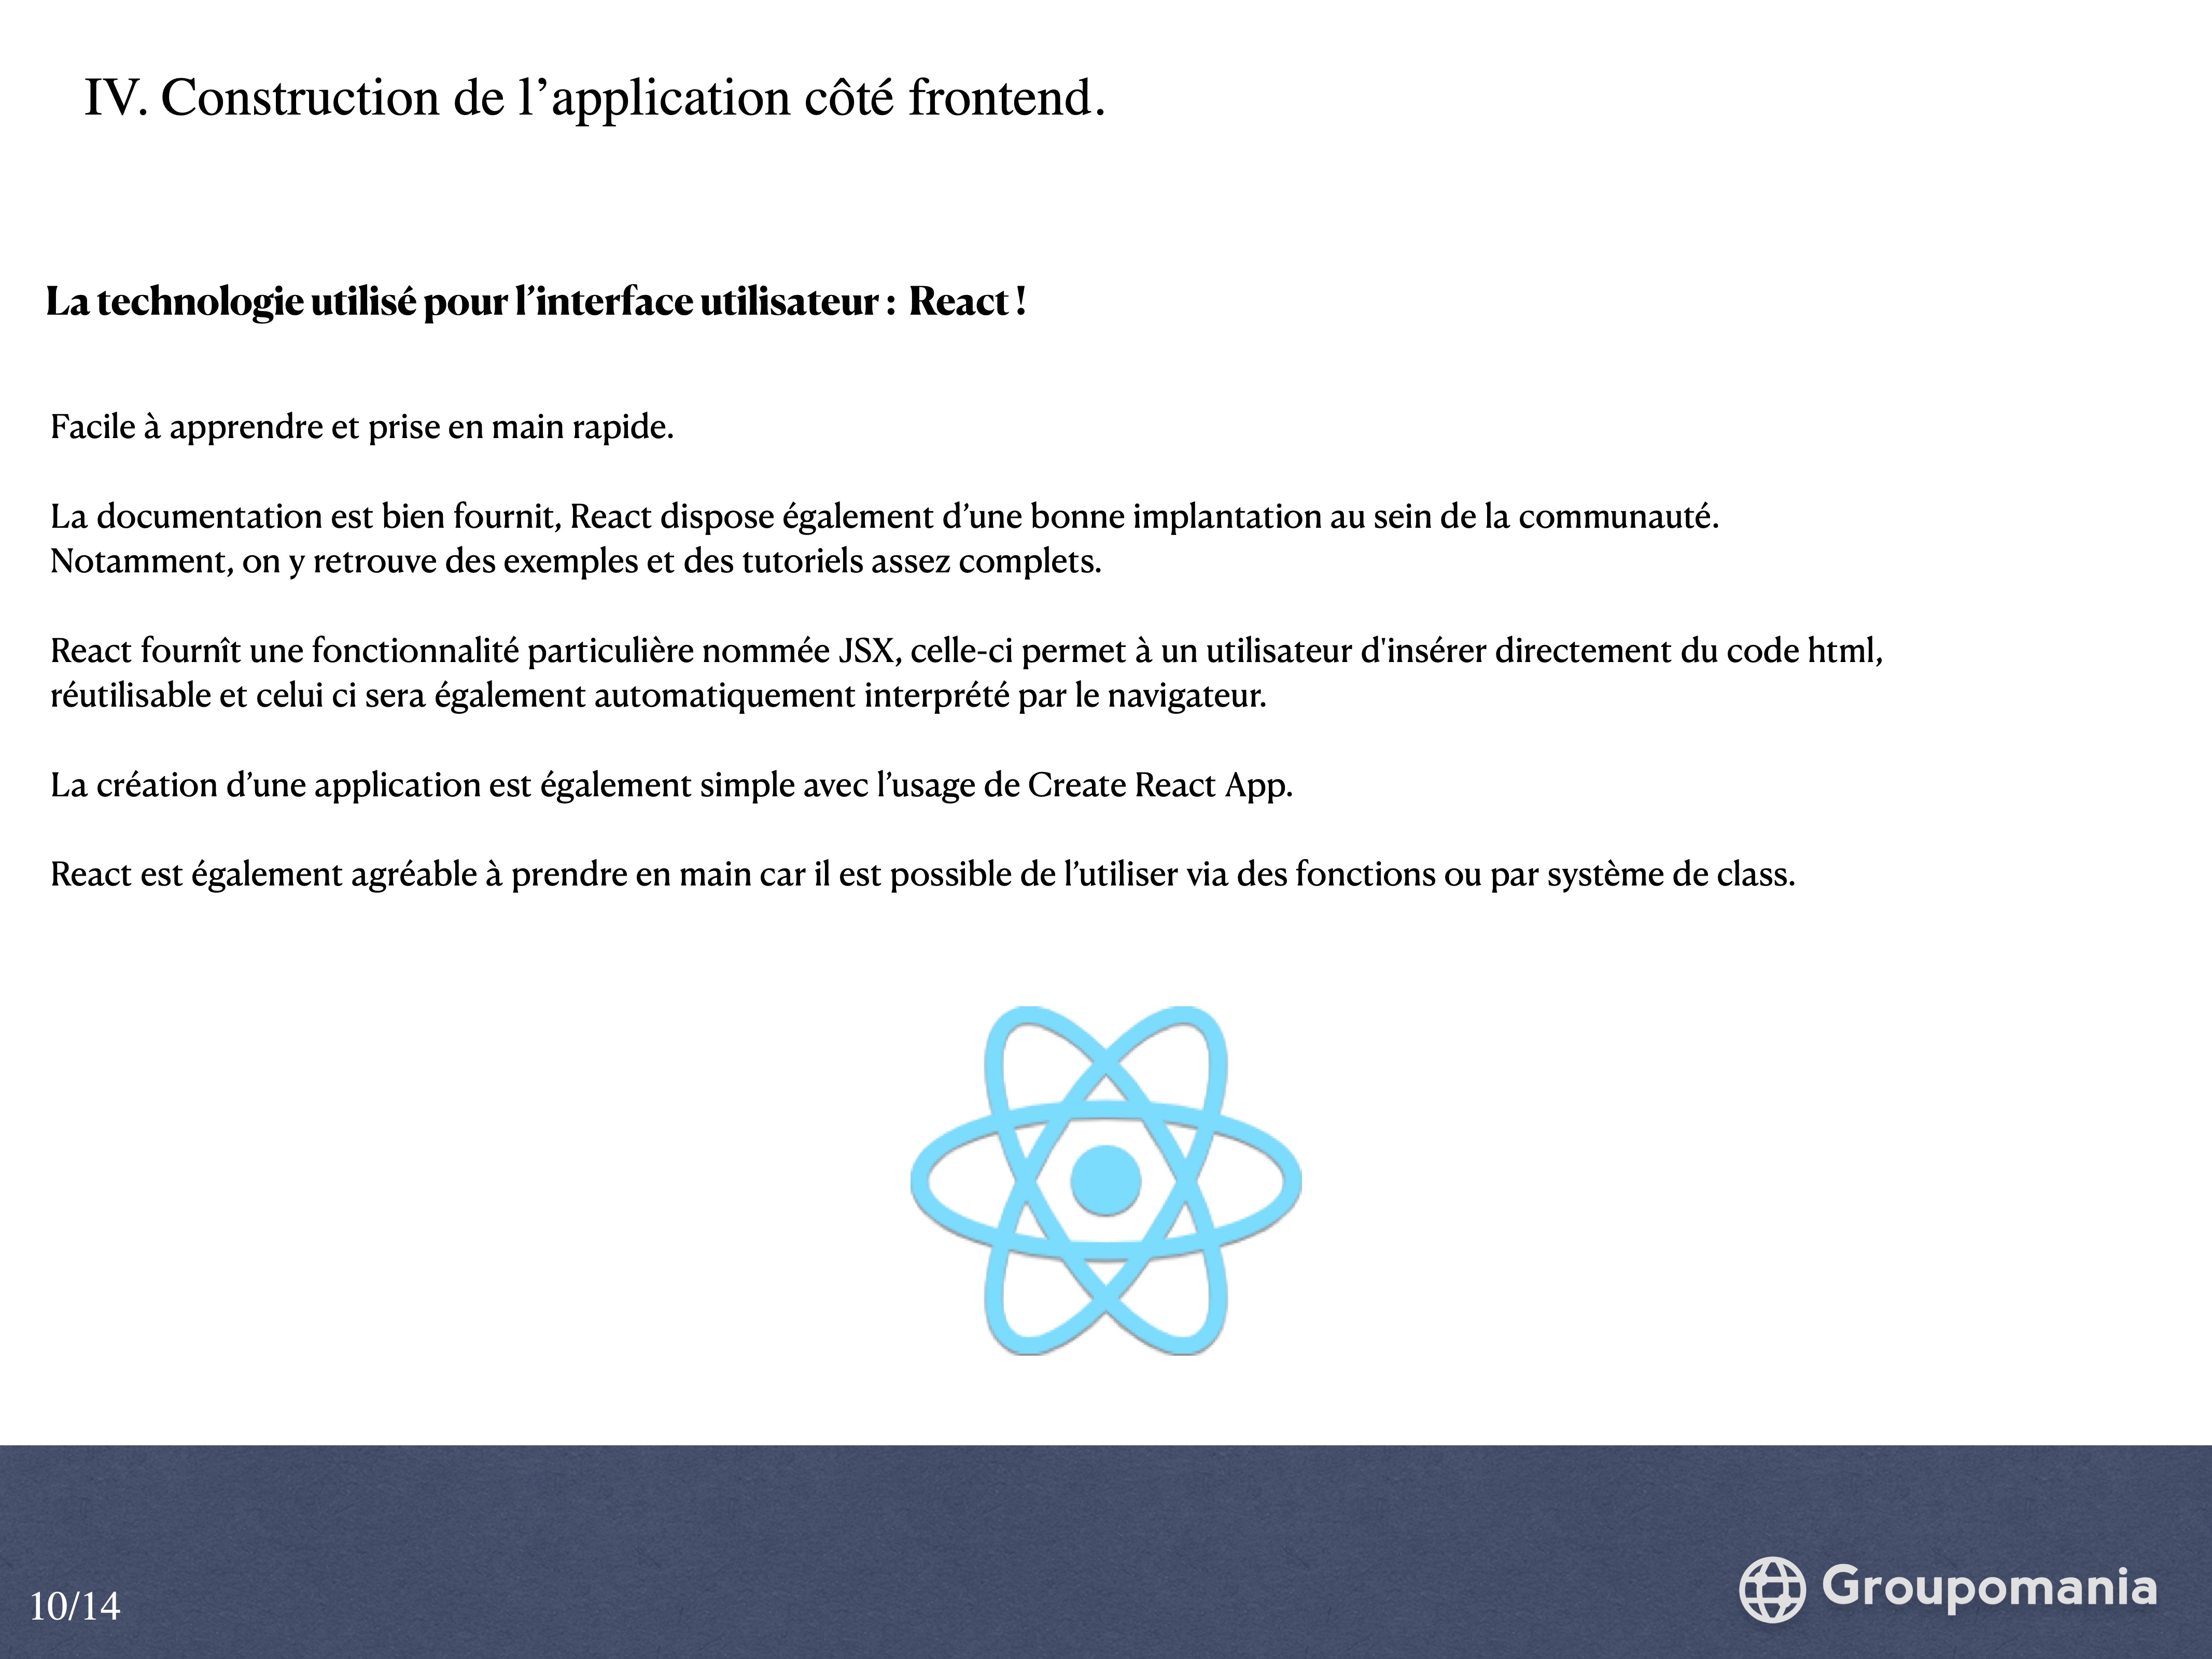 IV. Construction de l’application côté frontend.
La technologie utilisé pour l’interface utilisateur : React !
Facile à apprendre et prise en main rapide.
La documentation est bien fournit, React dispose également d’une bonne implantation au sein de la communauté.
Notamment, on y retrouve des exemples et des tutoriels assez complets.
React fournît une fonctionnalité particulière nommée JSX, celle-ci permet à un utilisateur d'insérer directement du code html,
réutilisable et celui ci sera également automatiquement interprété par le navigateur.
La création d’une application est également simple avec l’usage de Create React App.
React est également agréable à prendre en main car il est possible de l’utiliser via des fonctions ou par système de class.
10/14
Groupomania